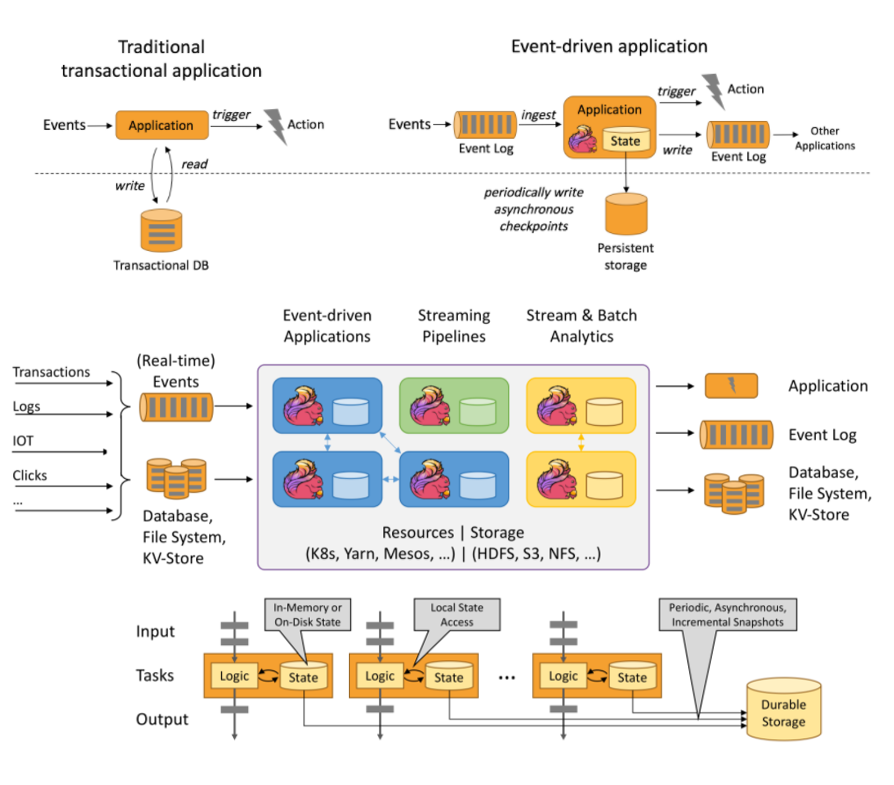 Traditional
transactional application
Event-driven application
Events
Application
trigger
Action
write
read
Transactional DB
Events
Event Log
ingest
Application
State
trigger
Action
write
Event Log
Other
Applications
periodically write
asynchronous
checkpoints
Persistent
storage
Event-driven
Applications
Streaming
Pipelines
Stream & Batch
Analytics
Transactions
Logs
IOT
Clicks
...
(Real-time)
Events
Database,
File System,
KV-Store
Resources | Storage
(K8s, Yarn, Mesos, ...) | (HDFS, S3, NFS, ...)
Application
Event Log
Database,
File System,
KV-Store
In-Memory or
On-Disk State
Local State
Access
Periodic, Asynchronous,
Incremental Snapshots
Input
Tasks
Output
Logic
State
Logic
State
...
Logic
State
Durable
Storage